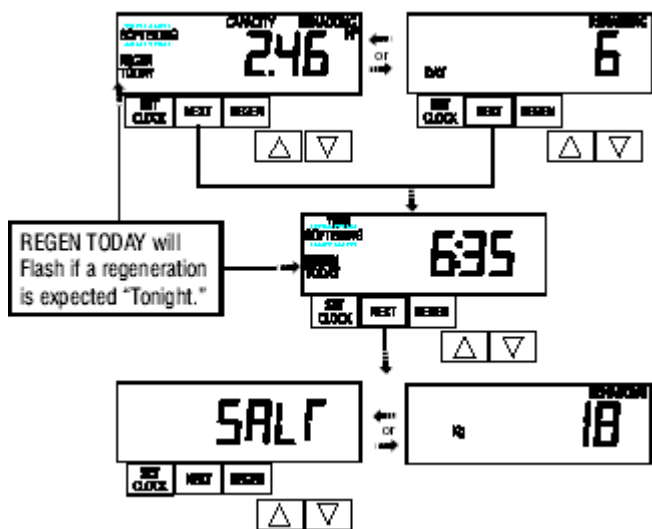 CAPACITY REMAINING
SOFTENING
2.46
REGEN
TODAY
SET
CLOCK
NEXT
REGEN
or
REMAINING
6
DAY
SET
CLOCK
NEXT
REGEN
REGEN TODAY will
Flash if a regeneration
is expected “Tonight.”
TIME
SOFTENING
6:35
REGEN
TODAY
SET
CLOCK
NEXT
REGEN
SALT
SET
CLOCK
NEXT
REGEN
or
REMAINING
18